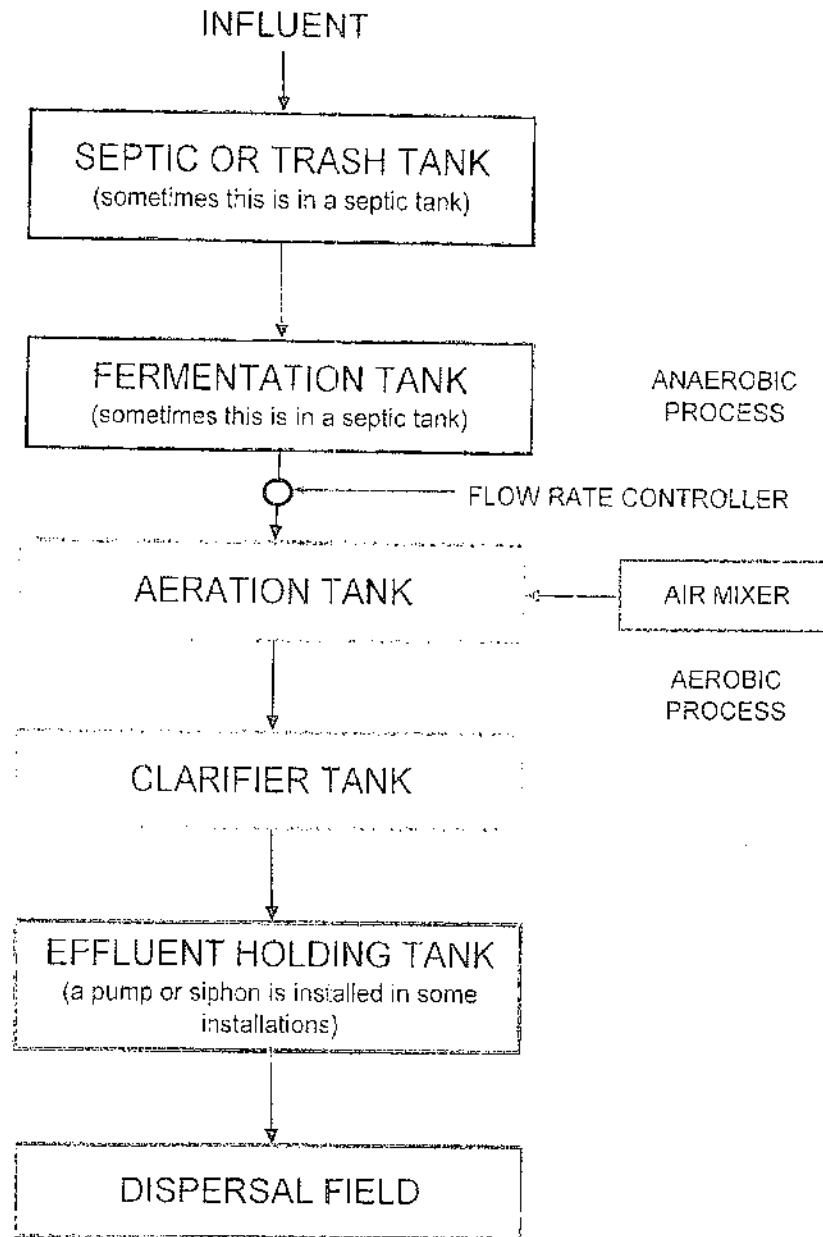 INFLUENT
SEPTIC OR TRASH TANK
(sometimes this is in a septic tank)
FERMENTATION TANK
(sometimes this is in a septic tank)
ANAEROBIC
PROCESS
FLOW RATE CONTROLLER
AERATION TANK
AIR MIXER
AEROBIC
PROCESS
CLARIFIER TANK
EFFLUENT HOLDING TANK
(a pump or siphon is installed in some
installations)
DISPERSAL FIELD